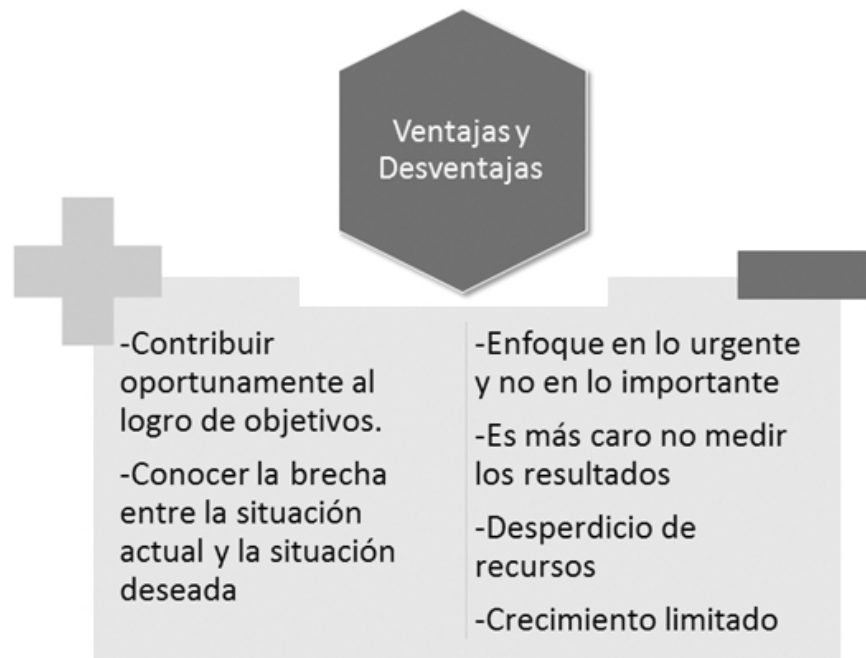 Ventajas y
Desventajas
-Contribuir
oportunamente al
logro de objetivos.
-Conocer la brecha
entre la situación
actual y la situación
deseada
-Enfoque en lo urgente
y no en lo importante
-Es más caro no medir
los resultados
-Desperdicio de
recursos
-Crecimiento limitado